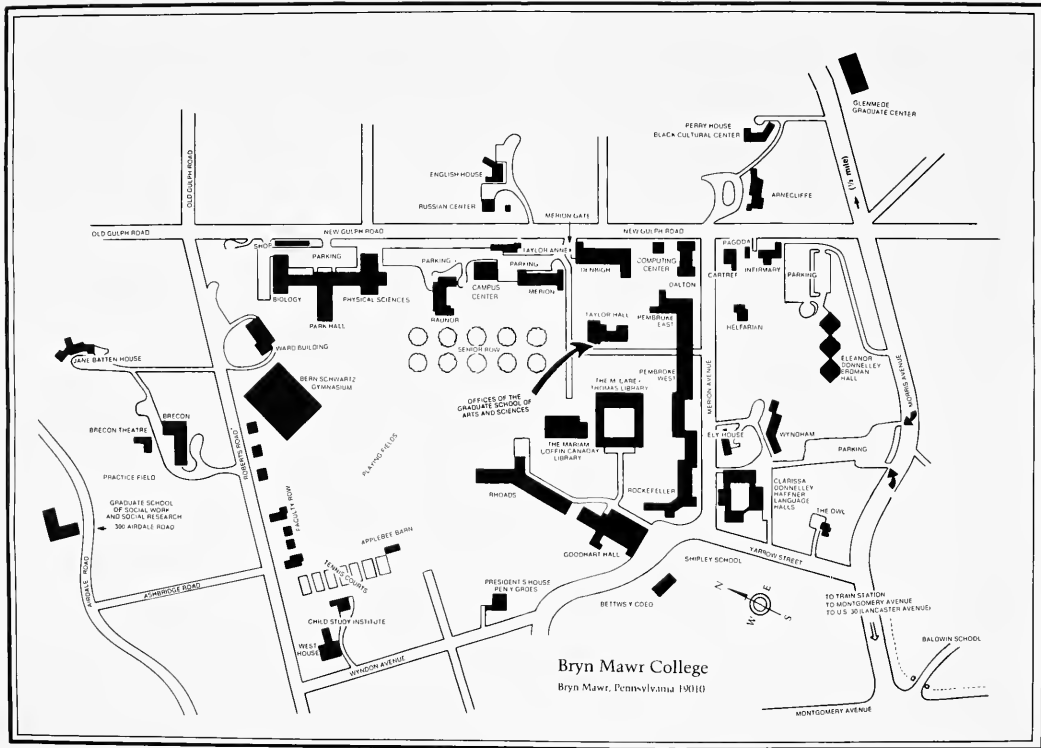 GLENMEDE
GRADUATE CENTER
PERRY HOUSE
BLACK CULTURAL CENTER
(½ mile)
OLD GULPH ROAD
ENGLISH HOUSE
RUSSIAN CENTER
ARNECLIFFE
MERION GATE
OLD GULPH ROAD
NEW GULPH ROAD
NEW GULPH ROAD
SHOP
PARKING
PARKING
TAYLOR ANNEX
PARKING
DENBIGH
COMPUTING
CENTER
DALTON
PAGODA
CARTREF
INFIRMARY
PARKING
BIOLOGY
PHYSICAL SCIENCES
PARK HALL
RADNOR
CAMPUS
CENTER
MERION
TAYLOR HALL
PEMBROKE
EAST
HELFARIAN
WARD BUILDING
SENIOR ROW
JANE BATTEN HOUSE
BERN SCHWARTZ
GYMNASIUM
PEMBROKE
WEST
MERION AVENUE
ELEANOR
DONNELLEY
ERDMAN
HALL
MORRIS AVENUE
OFFICES OF THE
GRADUATE SCHOOL OF
ARTS AND SCIENCES
THE M CAREY
THOMAS LIBRARY
BRECON
BRECON THEATRE
ROBERTS ROAD
PLAYING FIELDS
THE MARIAM
COFFIN CANADAY
LIBRARY
ELY HOUSE
WYNDHAM
PARKING
PRACTICE FIELD
GRADUATE SCHOOL
OF SOCIAL WORK
AND SOCIAL RESEARCH
300 AIRDALE ROAD
RHOADS
ROCKEFELLER
CLARISSA
DONNELLEY
HAFFNER
LANGUAGE
HALLS
THE OWL
FACULTY ROW
APPLEBEE BARN
GOODHART HALL
SHIPLEY SCHOOL
YARROW STREET
AIRDALE ROAD
ASHBRIDGE ROAD
TENNIS COURTS
PRESIDENT'S HOUSE
PEN Y GROES
BETTWS Y COED
N
E
W
S
TO TRAIN STATION
TO MONTGOMERY AVENUE
TO U.S. 30 (LANCASTER AVENUE)
CHILD STUDY INSTITUTE
WEST
HOUSE
WYNDON AVENUE
BALDWIN SCHOOL
Bryn Mawr College
Bryn Mawr, Pennsylvania 19010
MONTGOMERY AVENUE